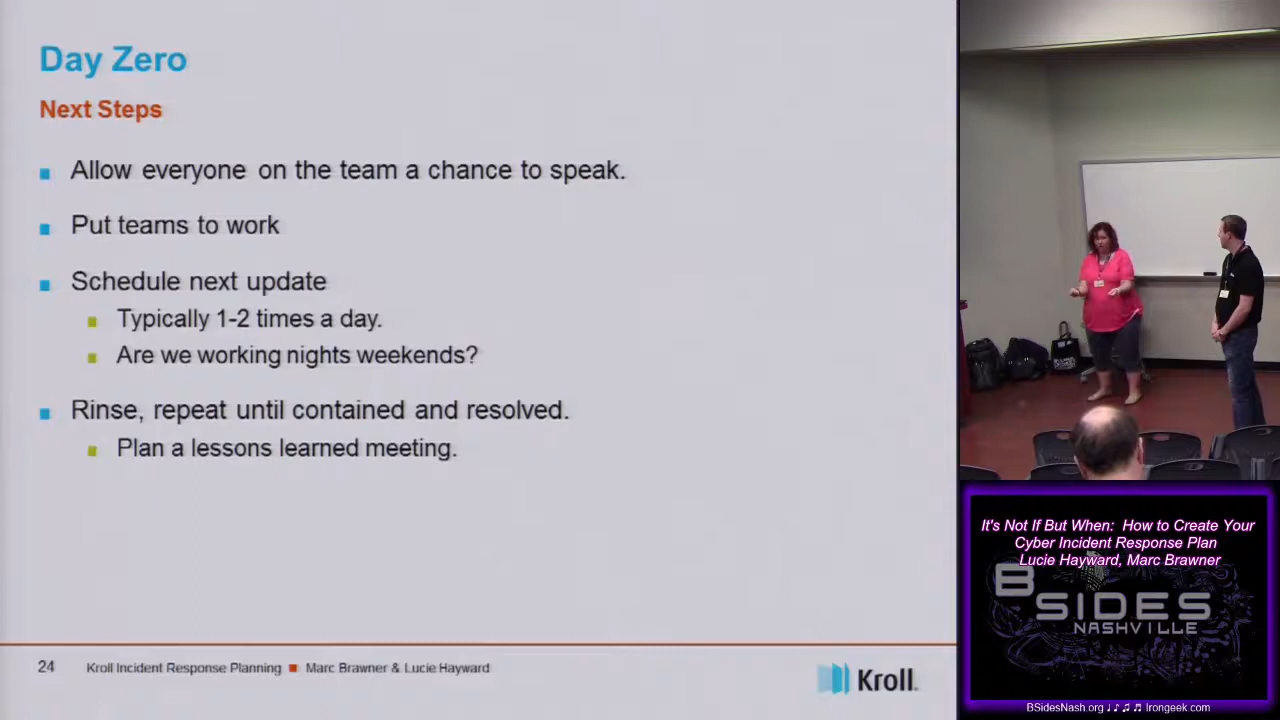 Day Zero
Next Steps
Allow everyone on the team a chance to speak.
Put teams to work
Schedule next update
Typically 1-2 times a day.
Are we working nights weekends?
Rinse, repeat until contained and resolved.
Plan a lessons learned meeting.
24 Kroll Incident Response Planning ■ Marc Brawner & Lucie Hayward
Kroll
It's Not If But When: How to Create Your
Cyber Incident Response Plan
Lucie Hayward, Marc Brawner
BSIDES
NASHVILLE
BSidesNash.org ♩ ♪ ♫ ♬ Irongeek.com